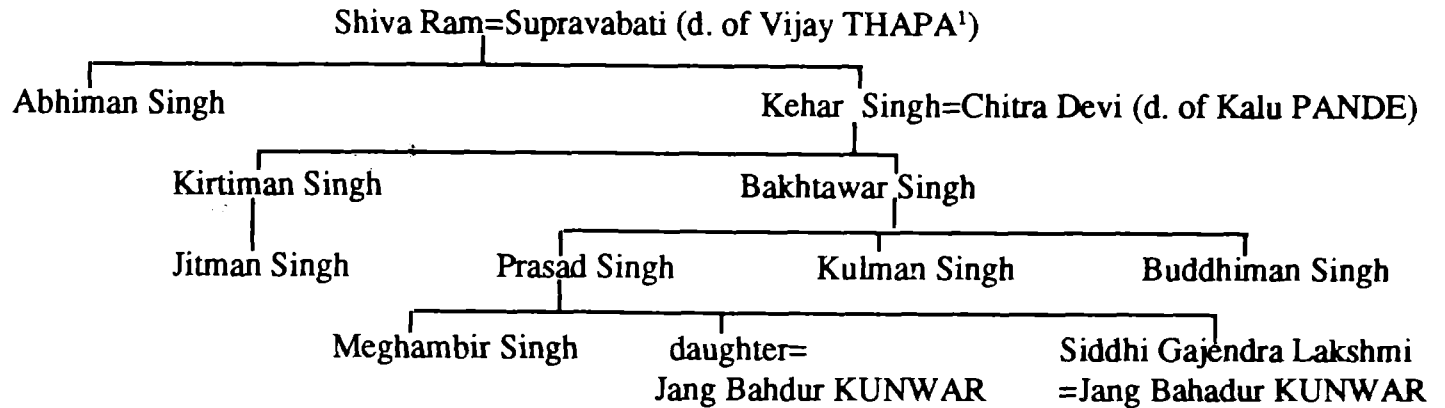 Shiva Ram=Supravabati (d. of Vijay THAPA¹)
Abhiman Singh Kehar Singh=Chitra Devi (d. of Kalu PANDE)
Kirtiman Singh Bakhtawar Singh
Jitman Singh Prasad Singh Kulman Singh Buddhiman Singh
Meghambir Singh daughter= Siddhi Gajendra Lakshmi
Jang Bahdur KUNWAR =Jang Bahadur KUNWAR